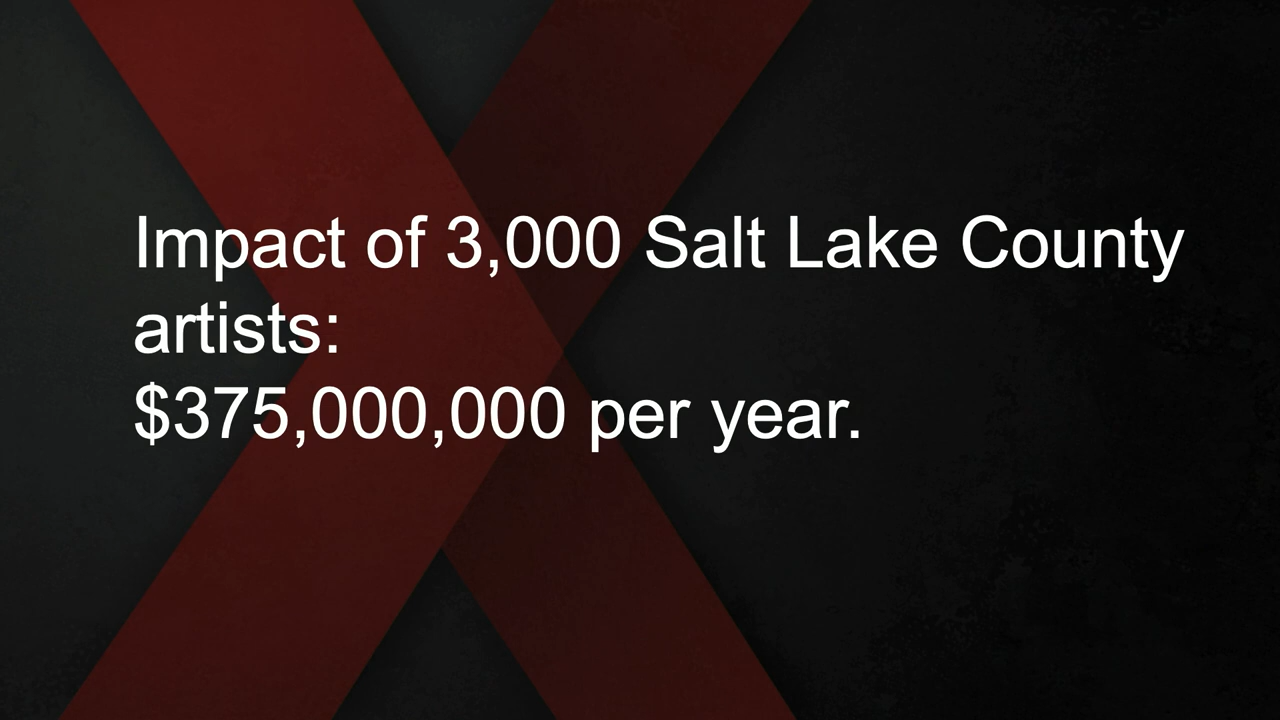 Impact of 3,000 Salt Lake County
artists:
$375,000,000 per year.